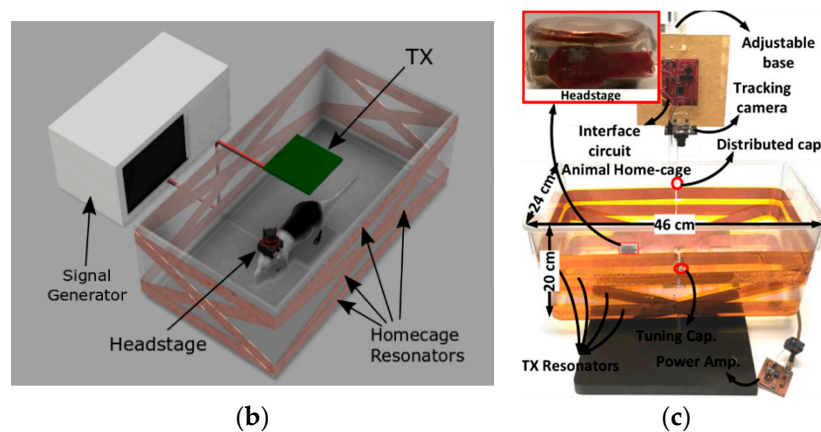 TX
Signal
Generator
Headstage
Homecage
Resonators
(b)
Headstage
Adjustable
base
Tracking
camera
Interface
circuit
Distributed cap
Animal Home-cage
24 cm
46 cm
20 cm
Tuning Cap.
TX Resonators
Power Amp.
(c)